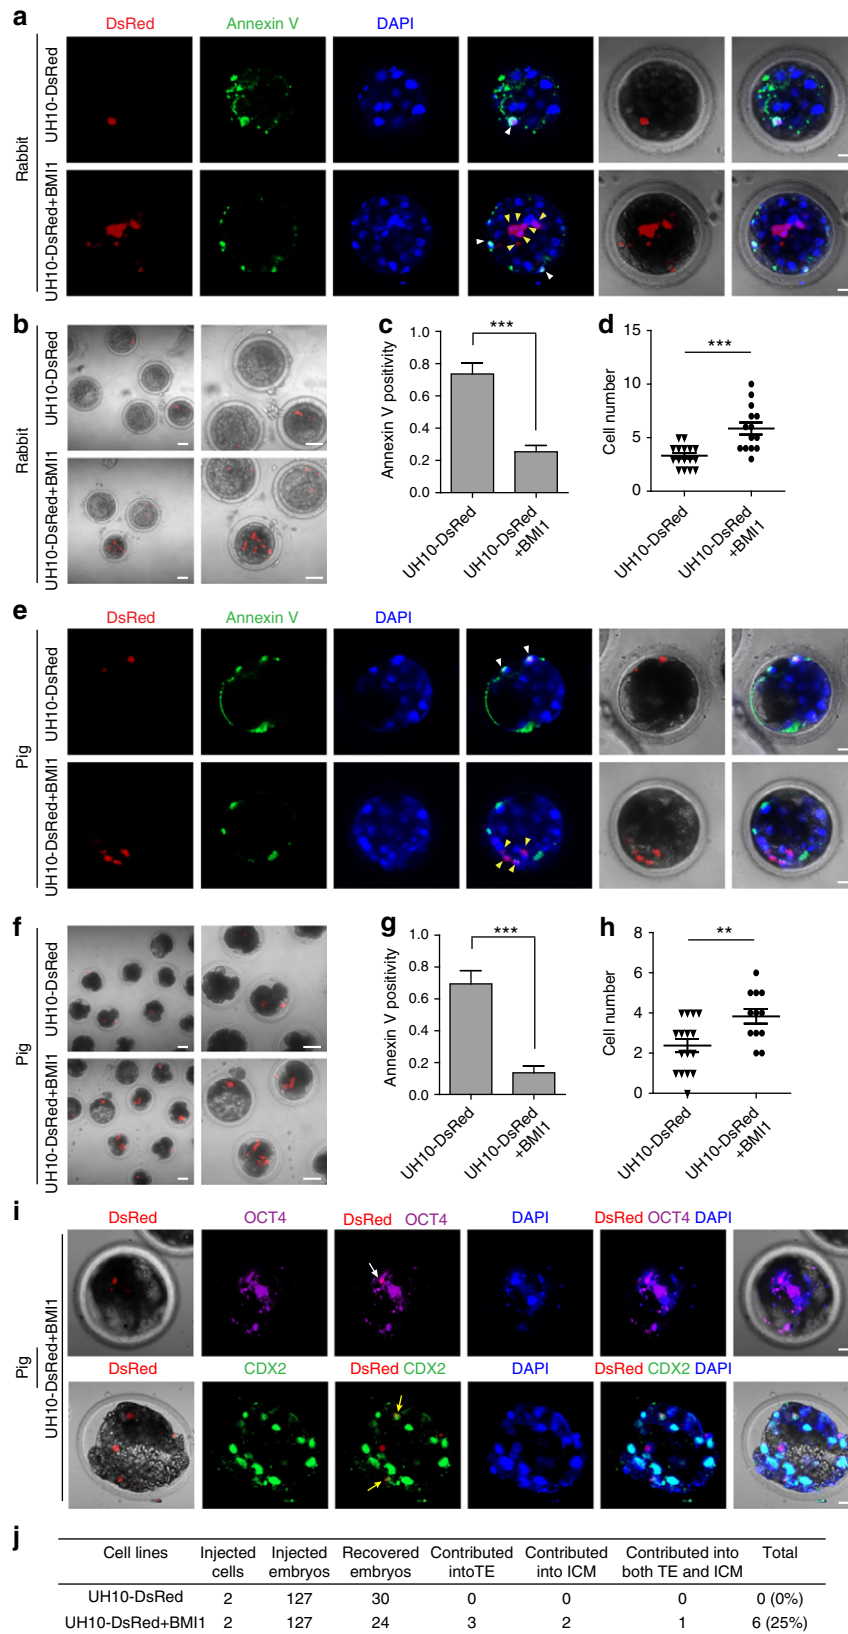 a
DsRed Annexin V DAPI
Rabbit
UH10-DsRed
UH10-DsRed+BMI1
b
Rabbit
UH10-DsRed
UH10-DsRed+BMI1
c
Annexin V positivity
1.0
0.8
0.6
0.4
0.2
0.0
***
UH10-DsRed
UH10-DsRed
+BMI1
d
Cell number
15
10
5
0
***
UH10-DsRed
UH10-DsRed
+BMI1
e
DsRed Annexin V DAPI
Pig
UH10-DsRed
UH10-DsRed+BMI1
f
Pig
UH10-DsRed
UH10-DsRed+BMI1
g
Annexin V positivity
1.0
0.8
0.6
0.4
0.2
0.0
***
UH10-DsRed
UH10-DsRed
+BMI1
h
Cell number
8
6
4
2
0
**
UH10-DsRed
UH10-DsRed
+BMI1
i
Pig
UH10-DsRed+BMI1
DsRed OCT4 DsRed OCT4 DAPI DsRed OCT4 DAPI
DsRed CDX2 DsRed CDX2 DAPI DsRed CDX2 DAPI
j
Cell lines Injected cells Injected embryos Recovered embryos Contributed intoTE Contributed into ICM Contributed into both TE and ICM Total
UH10-DsRed 2 127 30 0 0 0 0 (0%)
UH10-DsRed+BMI1 2 127 24 3 2 1 6 (25%)